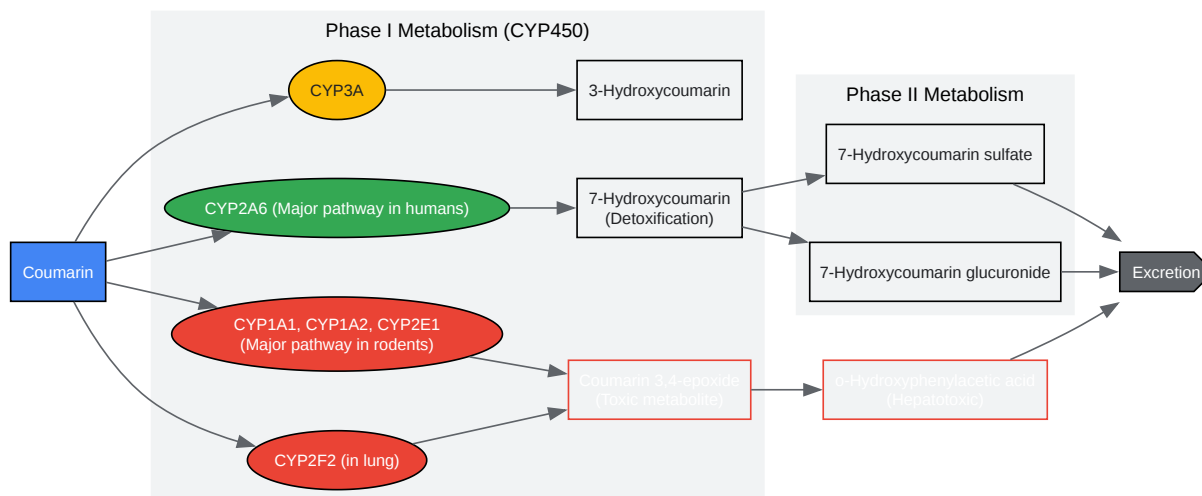 Phase I Metabolism (CYP450)
CYP3A
3-Hydroxycoumarin
Phase II Metabolism
7-Hydroxycoumarin sulfate
CYP2A6 (Major pathway in humans)
7-Hydroxycoumarin
(Detoxification)
Coumarin
7-Hydroxycoumarin glucuronide
Excretion
CYP1A1, CYP1A2, CYP2E1
(Major pathway in rodents)
Coumarin 3,4-epoxide
(Toxic metabolite)
o-Hydroxyphenylacetic acid
(Hepatotoxic)
CYP2F2 (in lung)